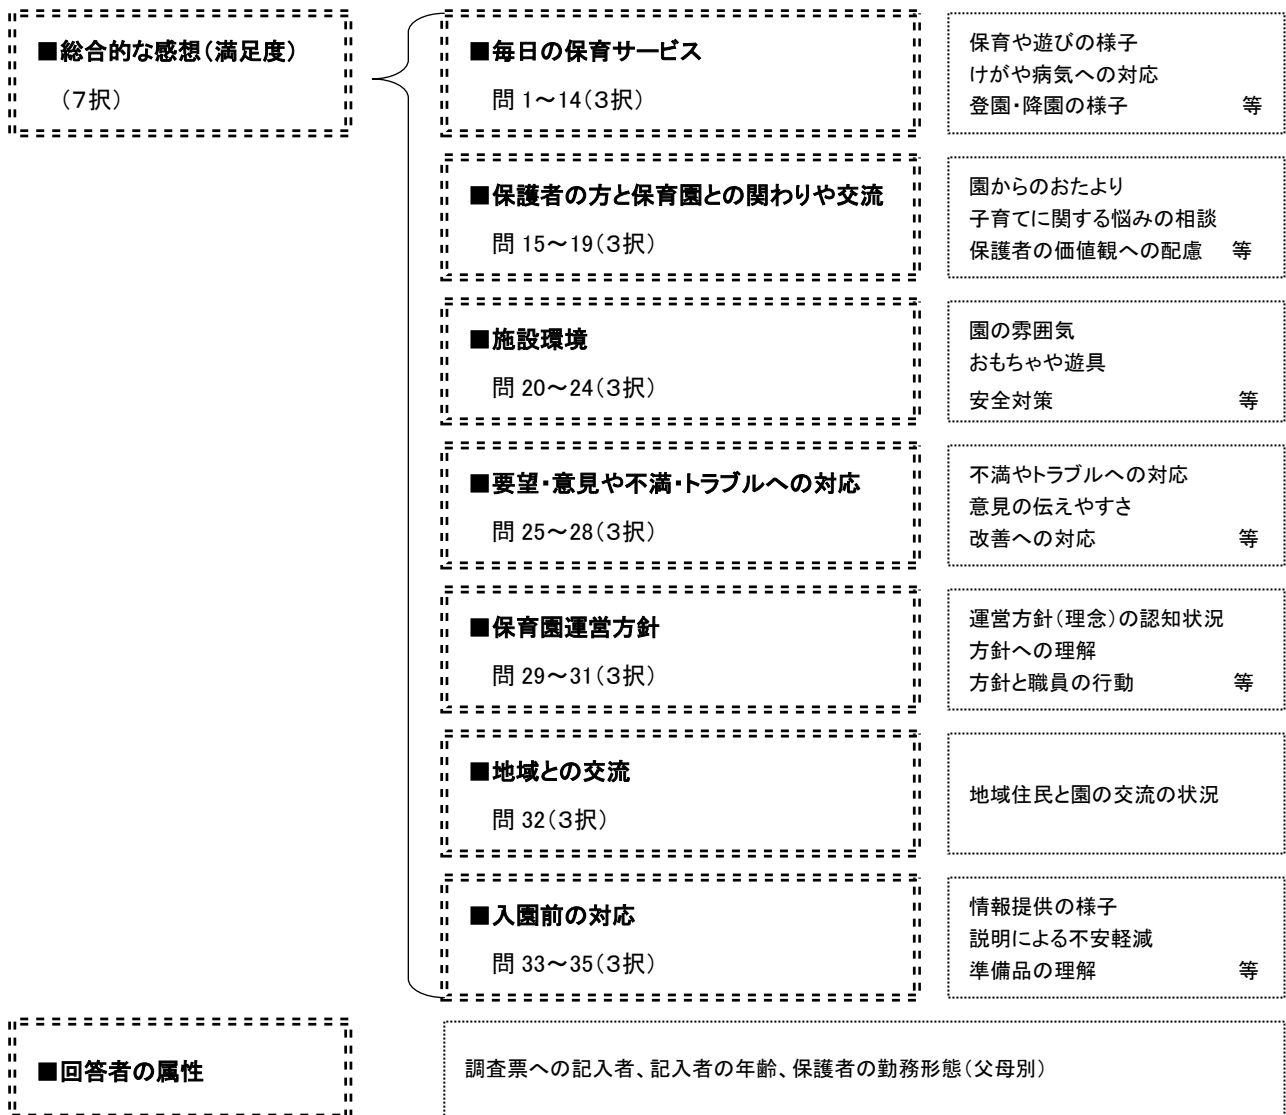 ■総合的な感想(満足度)
(7択)
■毎日の保育サービス
問 1～14(3択)
保育や遊びの様子
けがや病気への対応
登園・降園の様子 等
■保護者の方と保育園との関わりや交流
問 15～19(3択)
園からのおたより
子育てに関する悩みの相談
保護者の価値観への配慮 等
■施設環境
問 20～24(3択)
園の雰囲気
おもちゃや遊具
安全対策 等
■要望・意見や不満・トラブルへの対応
問 25～28(3択)
不満やトラブルへの対応
意見の伝えやすさ
改善への対応 等
■保育園運営方針
問 29～31(3択)
運営方針(理念)の認知状況
方針への理解
方針と職員の行動 等
■地域との交流
問 32(3択)
地域住民と園の交流の状況
■入園前の対応
問 33～35(3択)
情報提供の様子
説明による不安軽減
準備品の理解 等
■回答者の属性
調査票への記入者、記入者の年齢、保護者の勤務形態(父母別)